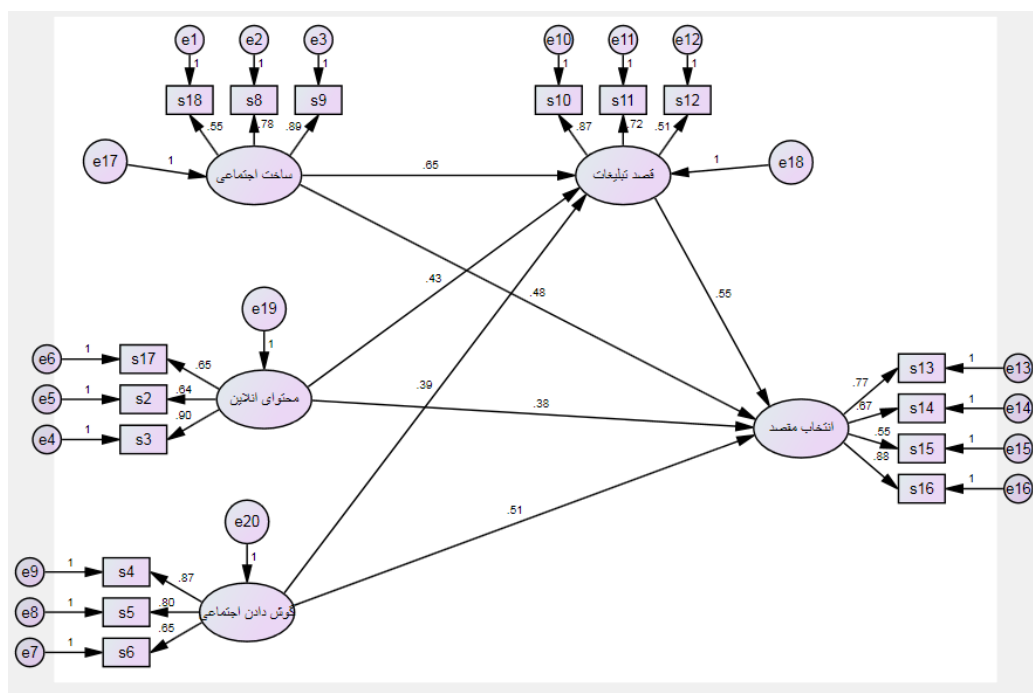 e1 e2 e3 e10 e11 e12
1 1 1 1 1 1
s18 s8 s9 s10 s11 s12
.55 .78 .89 .87 .72 .51
e17 1 ساخت اجتماعی .65 قصد تبلیغات 1 e18
.43 .48 .55
e19
1
e6 1 s17 .65
e5 1 s2 .64 محتوای انلاین
e4 1 s3 .90
.39 .38
s13 1 e13
.77
.67 s14 1 e14
انتخاب مقصد
.55 s15 1 e15
.88 s16 1 e16
.51
e20
1
e9 1 s4 .87
e8 1 s5 .80 گوش دادن اجتماعی
e7 1 s6 .65